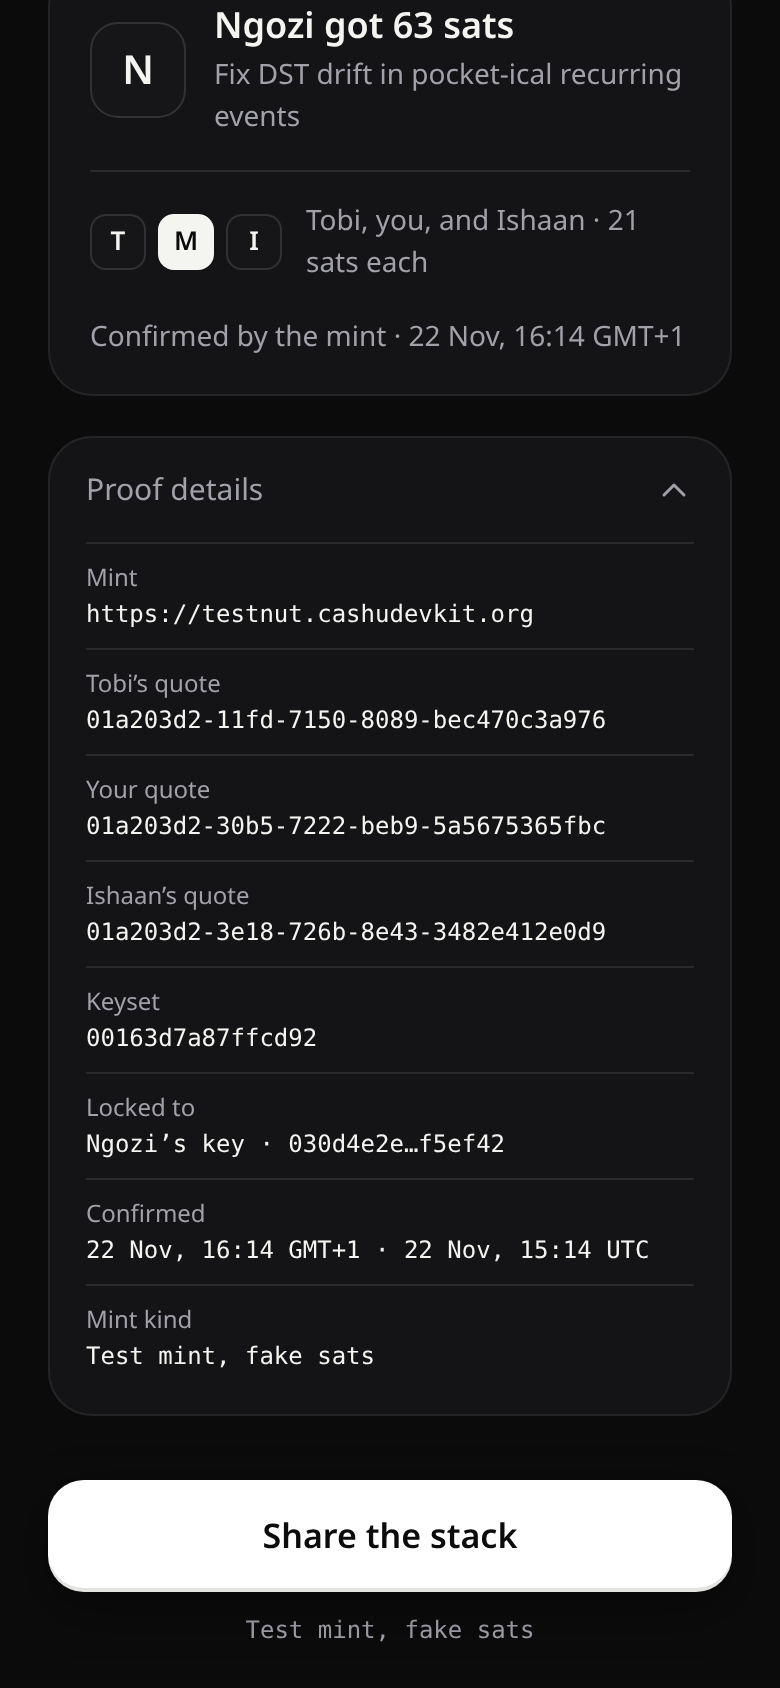 Ngozi got 63 sats
N
Fix DST drift in pocket-ical recurring
events
T M I
Tobi, you, and Ishaan · 21
sats each
Confirmed by the mint · 22 Nov, 16:14 GMT+1
Proof details
Mint
https://testnut.cashudevkit.org
Tobi’s quote
01a203d2-11fd-7150-8089-bec470c3a976
Your quote
01a203d2-30b5-7222-beb9-5a5675365fbc
Ishaan’s quote
01a203d2-3e18-726b-8e43-3482e412e0d9
Keyset
00163d7a87ffcd92
Locked to
Ngozi’s key · 030d4e2e…f5ef42
Confirmed
22 Nov, 16:14 GMT+1 · 22 Nov, 15:14 UTC
Mint kind
Test mint, fake sats
Share the stack
Test mint, fake sats